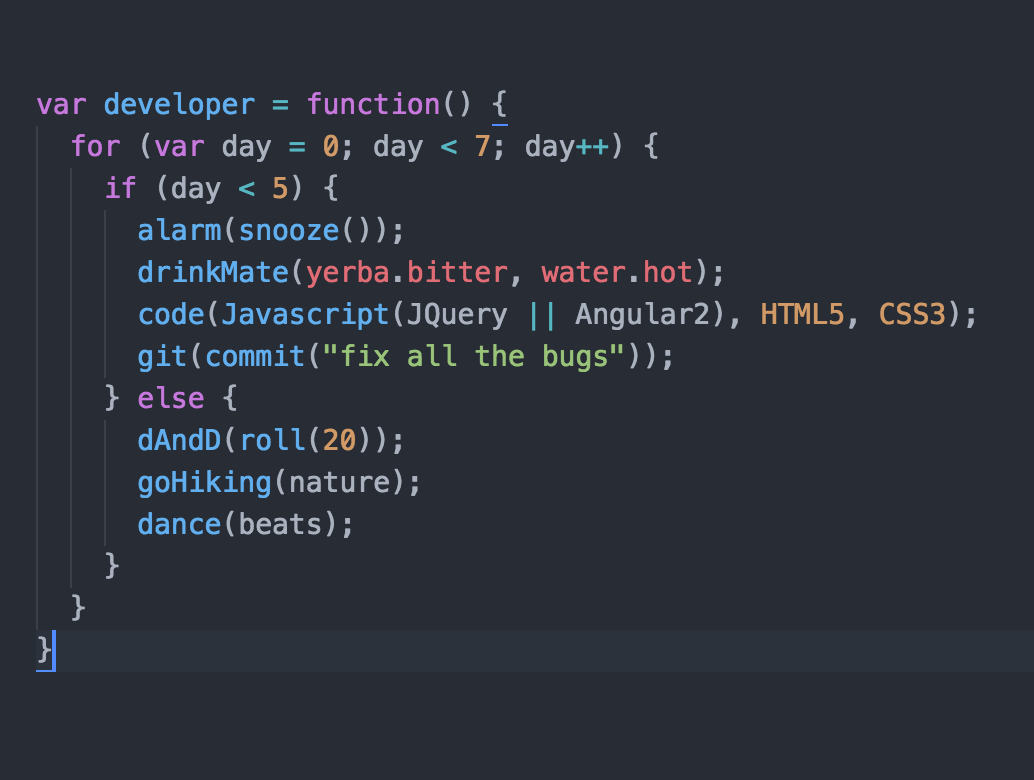 var developer = function() {
  for (var day = 0; day < 7; day++) {
    if (day < 5) {
      alarm(snooze());
      drinkMate(yerba.bitter, water.hot);
      code(Javascript(JQuery || Angular2), HTML5, CSS3);
      git(commit("fix all the bugs"));
    } else {
      dAndD(roll(20));
      goHiking(nature);
      dance(beats);
    }
  }
}